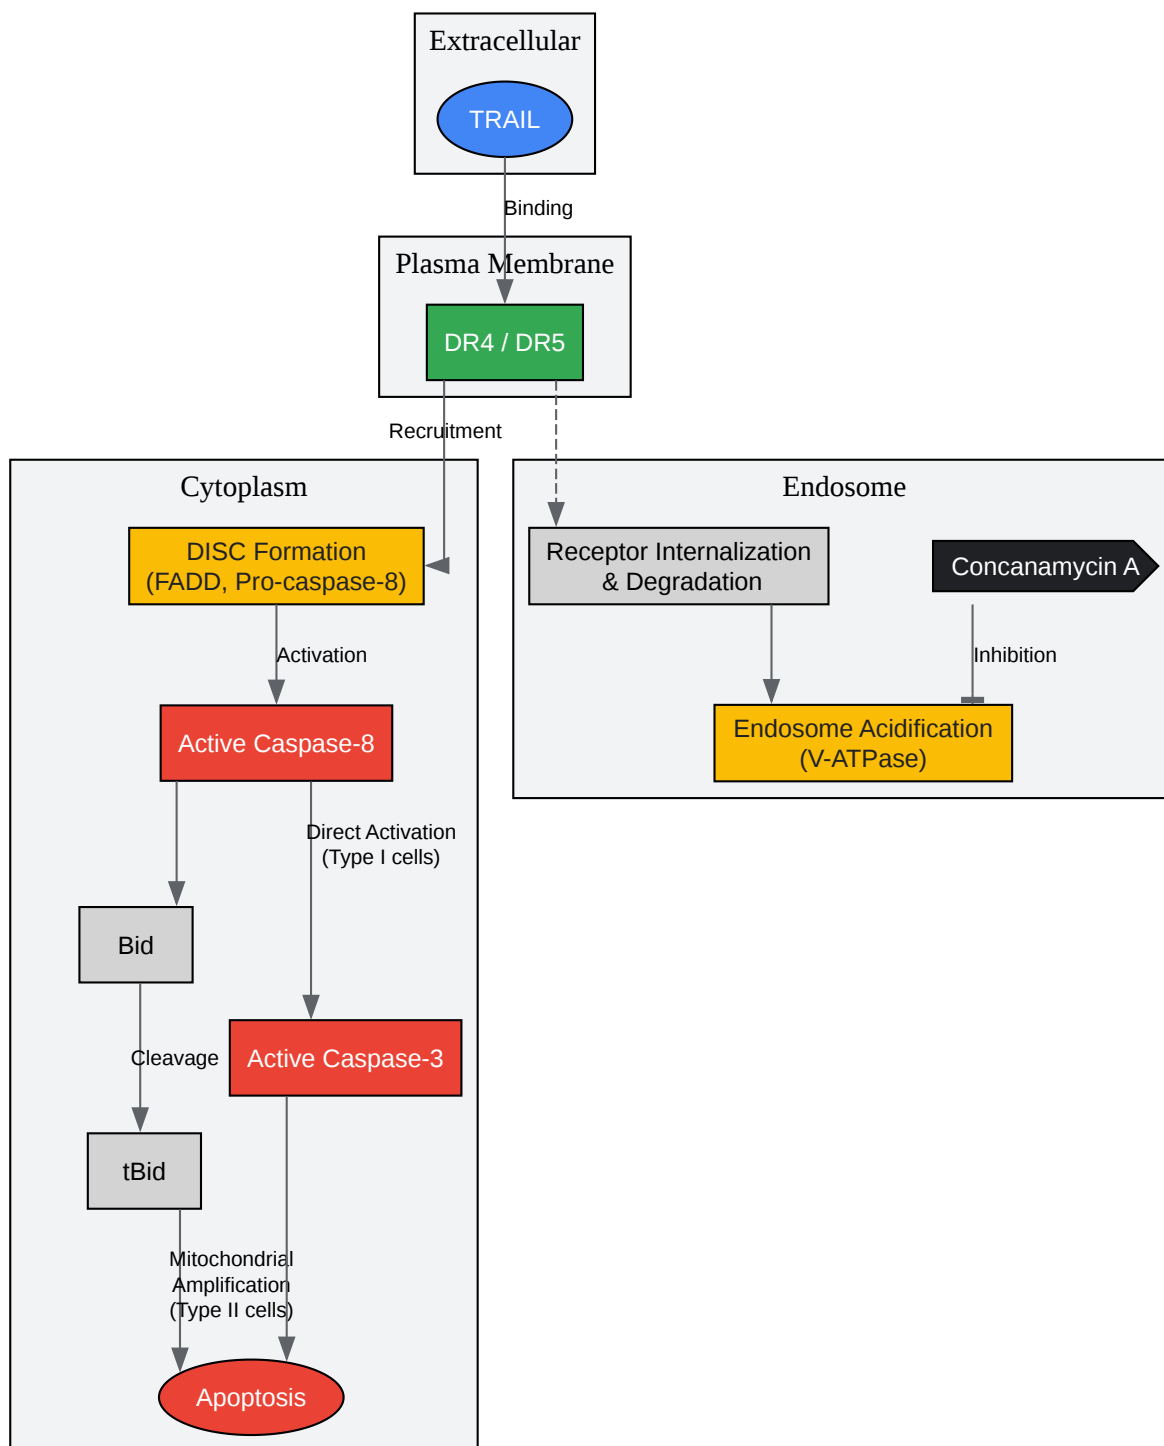 Extracellular
TRAIL
Binding
Plasma Membrane
DR4 / DR5
Recruitment
Cytoplasm
DISC Formation
(FADD, Pro-caspase-8)
Activation
Active Caspase-8
Direct Activation
(Type I cells)
Bid
Cleavage
Active Caspase-3
tBid
Mitochondrial
Amplification
(Type II cells)
Apoptosis
Endosome
Receptor Internalization
& Degradation
Concanamycin A
Inhibition
Endosome Acidification
(V-ATPase)